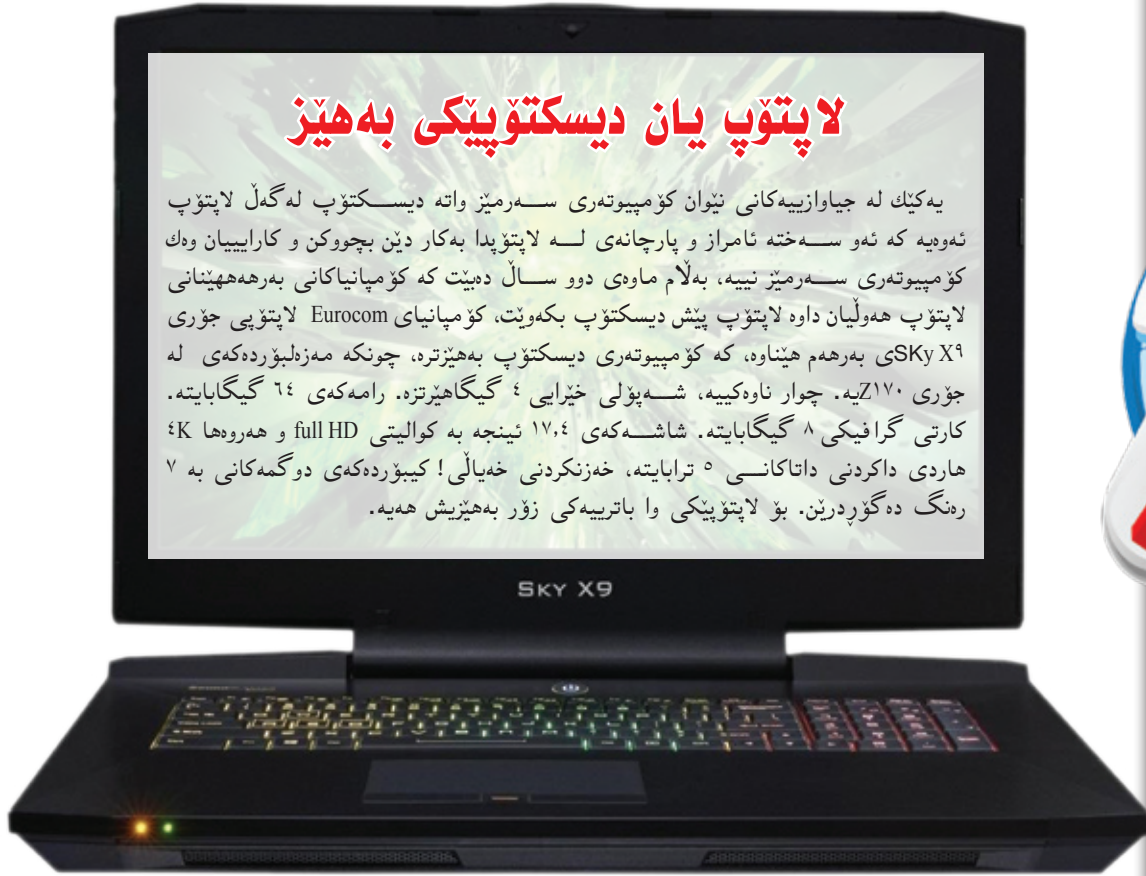 لاپتۆپ یان دیسکتۆپێکی بەهێز
یەکێك لە جیاوازییەکانی نێوان کۆمپیوتەری سەرمێز واتە دیسکتۆپ لەگەڵ لاپتۆپ
ئەوەیە کە ئەو سەختە ئامراز و پارچانەی لە لاپتۆپدا بەکار دێن بچووکن و کاراییییان وەك
کۆمپیوتەری سەرمێز نییە، بەڵام ماوەی دوو ساڵ دەبێت کە کۆمپانیاکانی بەرهەمهێنانی
لاپتۆپ هەوڵیان داوە لاپتۆپ پێش دیسکتۆپ بکەوێت، کۆمپانیای Eurocom لاپتۆپی جۆری
SKy X٩ی بەرهەم هێناوە، کە کۆمپیوتەری دیسکتۆپ بەهێزترە، چونکە مەزەلبۆردەکەی لە
جۆری Z١٧٠یە. چوار ناوەکییە، شەپۆلی خێرایی ٤ گیگاهێرتزە. رامەکەی ٦٤ گیگابایتە.
کارتی گرافیکی ٨ گیگابایتە. شاشەکەی ١٧,٤ ئینجە بە کوالیتی full HD و هەروەها ٤K
هاردی داکردنی داتاکانی ٥ ترابایتە، خەزنکردنی خەیاڵی! کیبۆردەکەی دوگمەکانی بە ٧
رەنگ دەگۆڕدرێن. بۆ لاپتۆپێکی وا باترییەکی زۆر بەهێزیش هەیە.
SKY X9